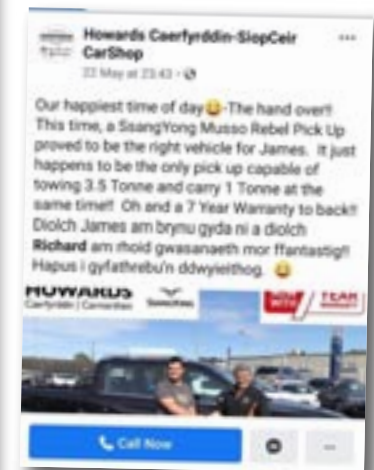 Howards Caerfyrddin-SiopCeir
CarShop
22 May at 23:43
Our happiest time of day😀-The hand over!!
This time, a SsangYong Musso Rebel Pick Up
proved to be the right vehicle for James. It just
happens to be the only pick up capable of
towing 3.5 Tonne and carry 1 Tonne at the
same time!! Oh and a 7 Year Warranty to back!!
Diolch James am brynu gyda ni a diolch
Richard am rhoid gwasanaeth mor ffantastig!!
Hapus i gyfathrebu'n ddwyieithog. 😀
HOWARDS
Caerfyrddin | Carmarthen
SSANGYONG
YEAR
Call Now